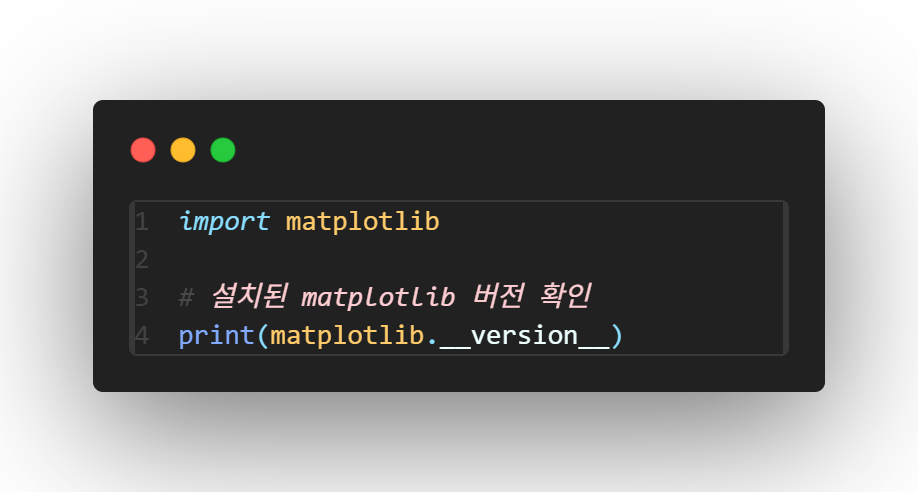 1 import matplotlib
2
3 # 설치된 matplotlib 버전 확인
4 print(matplotlib.__version__)